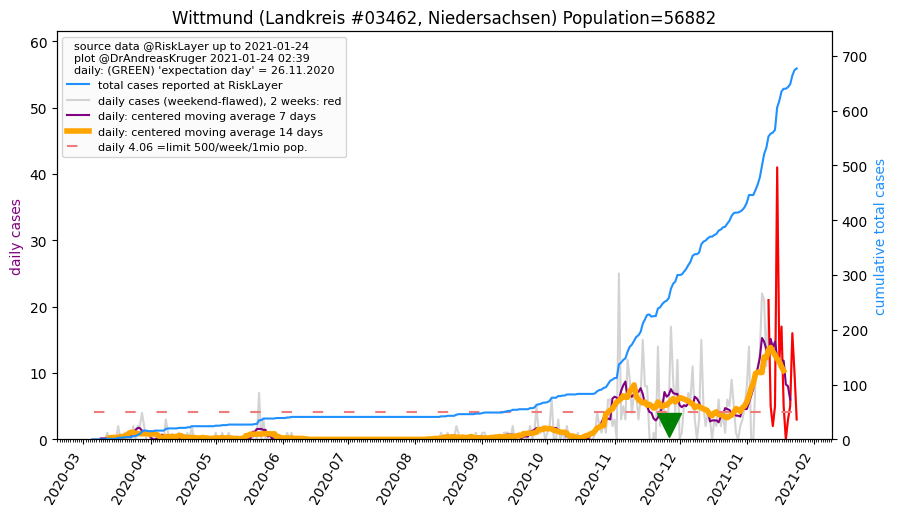 Wittmund (Landkreis #03462, Niedersachsen) Population=56882
source data @RiskLayer up to 2021-01-24
plot @DrAndreasKruger 2021-01-24 02:39
daily: (GREEN) 'expectation day' = 26.11.2020
total cases reported at RiskLayer
daily cases (weekend-flawed), 2 weeks: red
daily: centered moving average 7 days
daily: centered moving average 14 days
daily 4.06 =limit 500/week/1mio pop.
daily cases
60
50
40
30
20
10
0
cumulative total cases
700
600
500
400
300
200
100
0
2020-03
2020-04
2020-05
2020-06
2020-07
2020-08
2020-09
2020-10
2020-11
2020-12
2021-01
2021-02